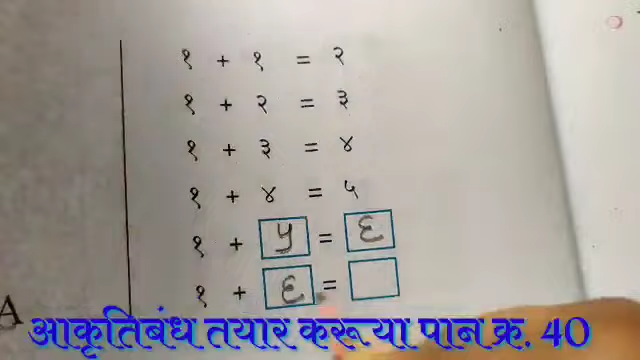 १ + १ = २
१ + २ = ३
१ + ३ = ४
१ + ४ = ५
१ + ५ = ६
१ + ६ =
A
आकृतिबंध तयार करू या पान क्र. 40